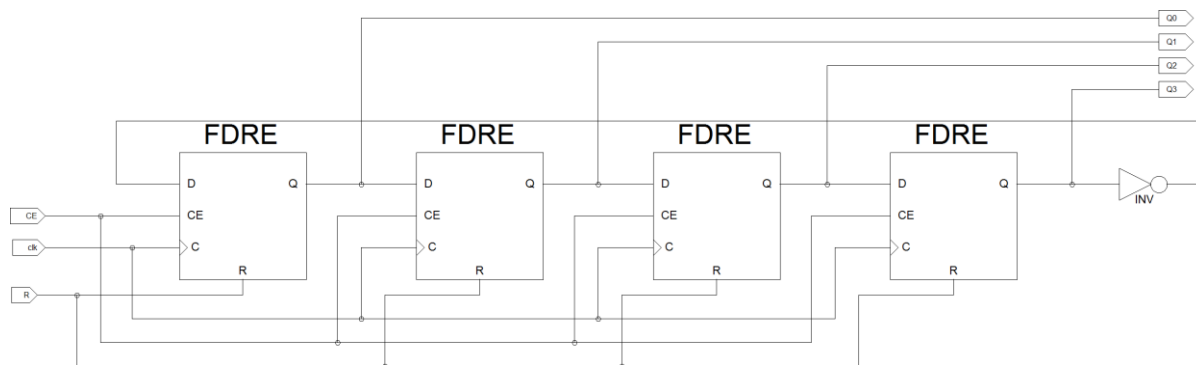 Q0
Q1
Q2
Q3
FDRE FDRE FDRE FDRE
D Q D Q D Q D Q
INV
CE CE CE CE CE
clk C C C C
R R R R
R